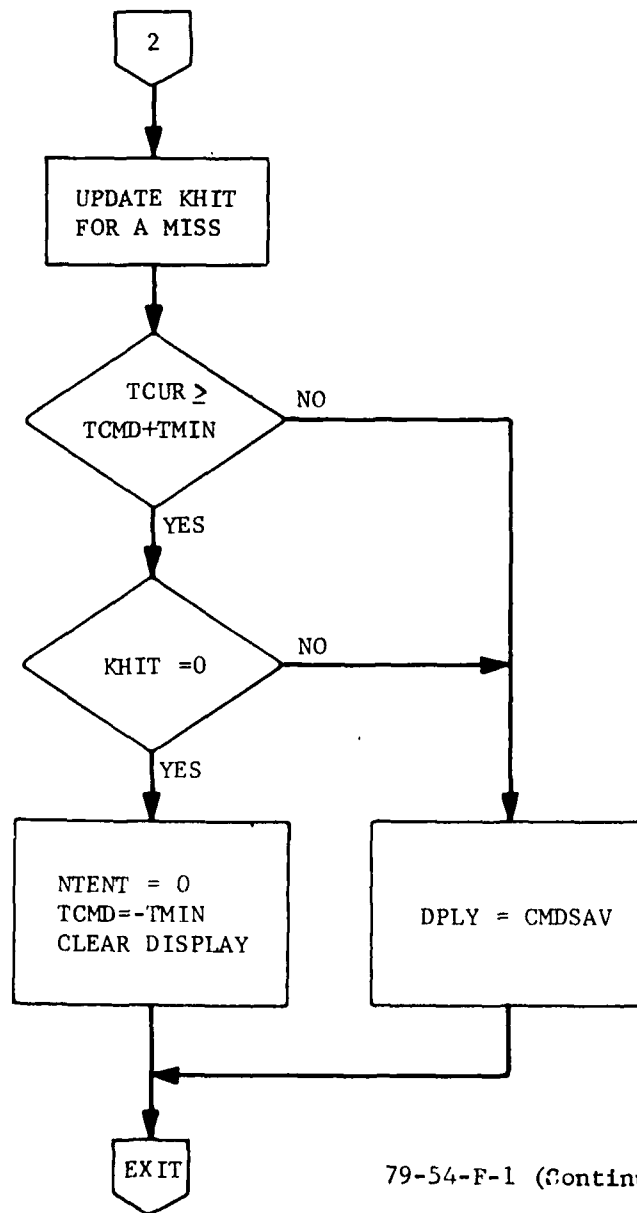 2
UPDATE KHIT
FOR A MISS
TCUR ≥
TCMD+TMIN
NO
YES
KHIT =0
NO
YES
NTENT = 0
TCMD=-TMIN
CLEAR DISPLAY
DPLY = CMDSAV
EXIT
79-54-F-1 (Continu